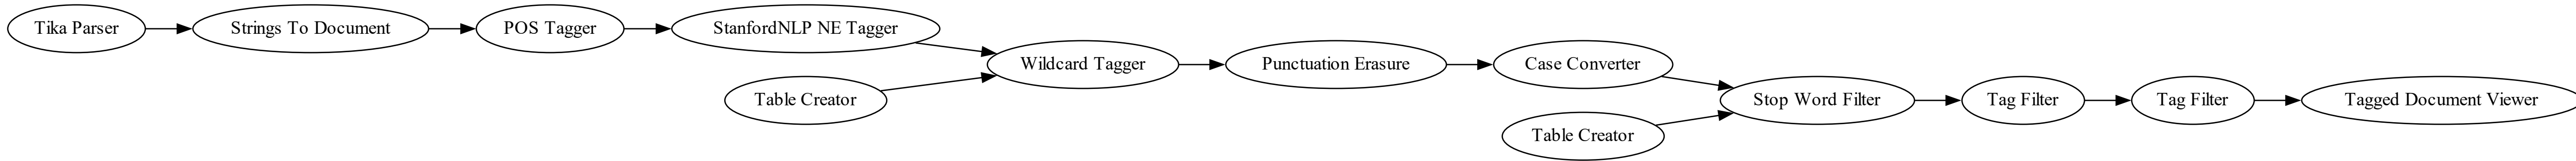 Tika Parser
Strings To Document
POS Tagger
StanfordNLP NE Tagger
Table Creator
Wildcard Tagger
Punctuation Erasure
Case Converter
Table Creator
Stop Word Filter
Tag Filter
Tag Filter
Tagged Document Viewer